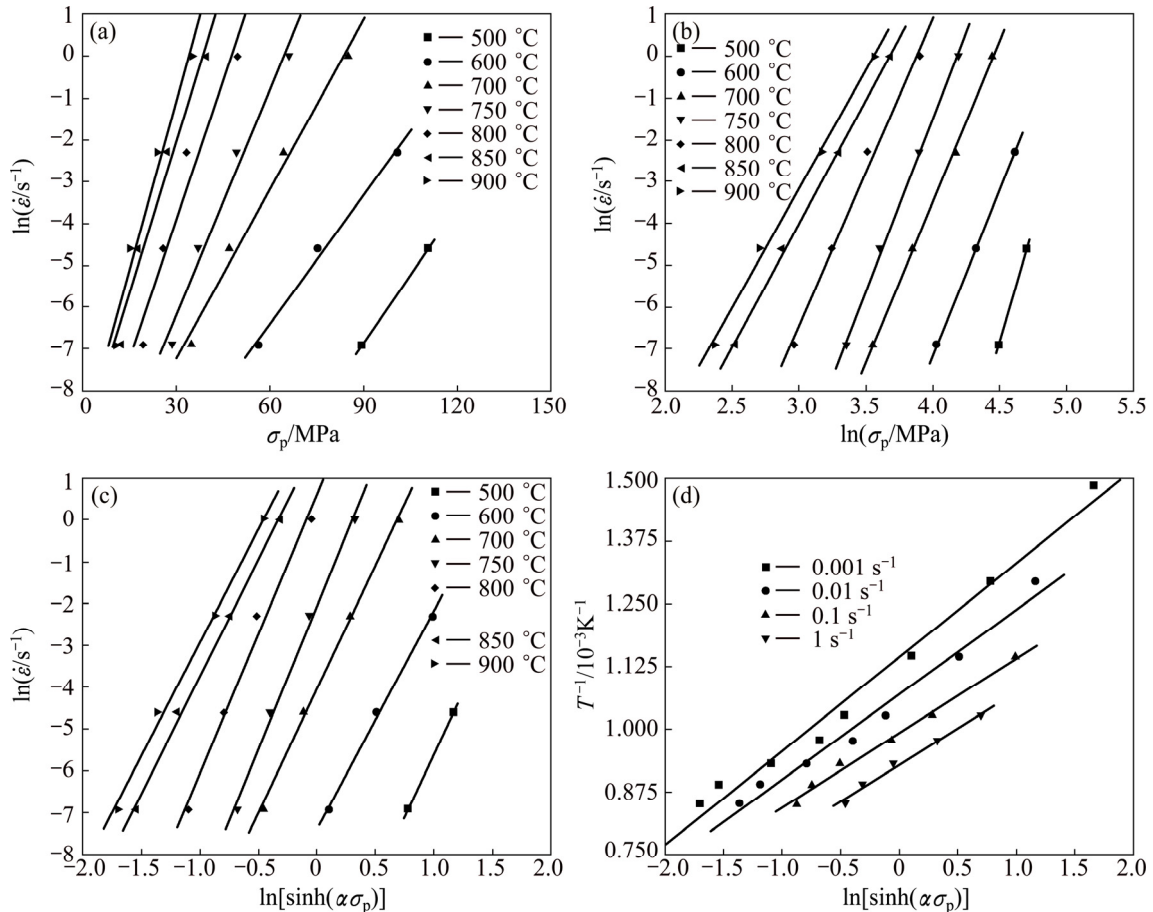 (a)
1
0
−1
−2
−3
−4
−5
−6
−7
−8
ln(ε̇/s⁻¹)
0 30 60 90 120 150
σp/MPa
500 °C
600 °C
700 °C
750 °C
800 °C
850 °C
900 °C
(b)
1
0
−1
−2
−3
−4
−5
−6
−7
−8
ln(ε̇/s⁻¹)
2.0 2.5 3.0 3.5 4.0 4.5 5.0 5.5
ln(σp/MPa)
500 °C
600 °C
700 °C
750 °C
800 °C
850 °C
900 °C
(c)
1
0
−1
−2
−3
−4
−5
−6
−7
−8
ln(ε̇/s⁻¹)
−2.0 −1.5 −1.0 −0.5 0 0.5 1.0 1.5 2.0
ln[sinh(ασp)]
500 °C
600 °C
700 °C
750 °C
800 °C
850 °C
900 °C
(d)
1.500
1.375
1.250
1.125
1.000
0.875
0.750
T⁻¹/10⁻³K⁻¹
−2.0 −1.5 −1.0 −0.5 0 0.5 1.0 1.5 2.0
ln[sinh(ασp)]
0.001 s⁻¹
0.01 s⁻¹
0.1 s⁻¹
1 s⁻¹